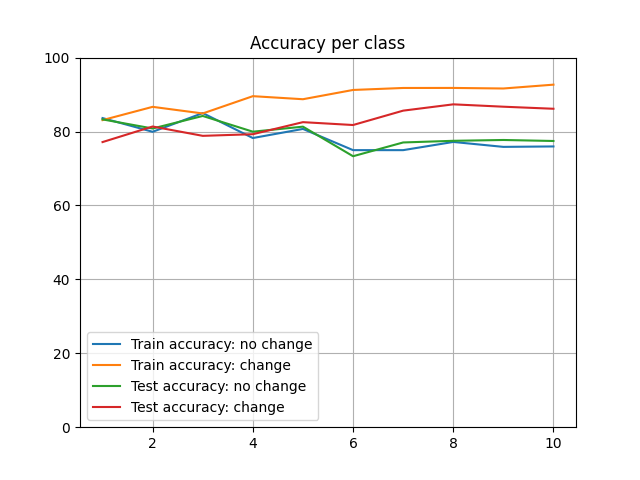 Accuracy per class
100
80
60
40
20
0
Train accuracy: no change
Train accuracy: change
Test accuracy: no change
Test accuracy: change
2 4 6 8 10